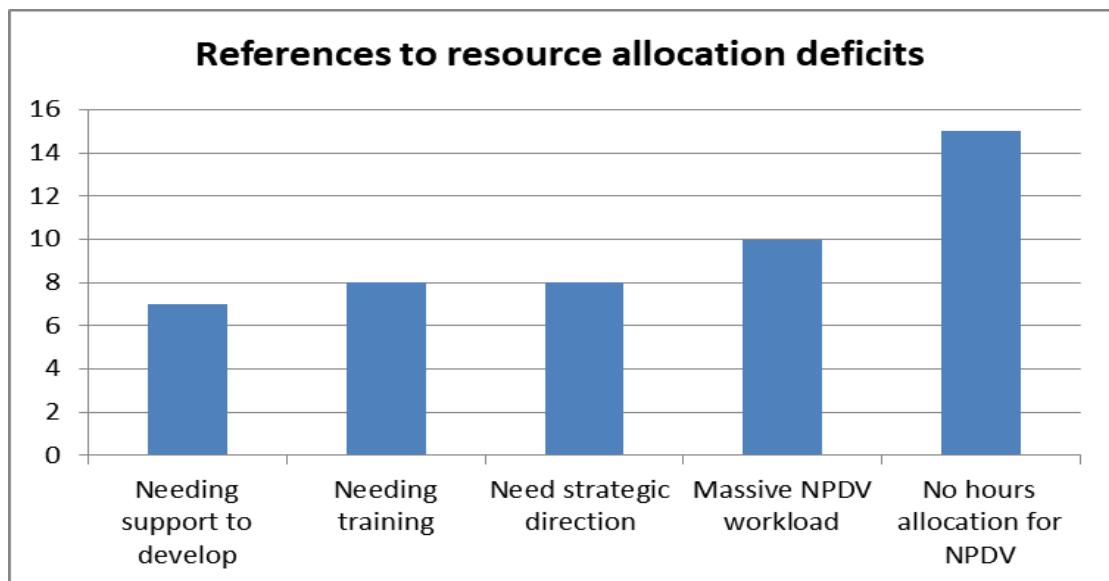 References to resource allocation deficits
16
14
12
10
8
6
4
2
0
Needing
support to
develop
Needing
training
Need strategic
direction
Massive NPDV
workload
No hours
allocation for
NPDV